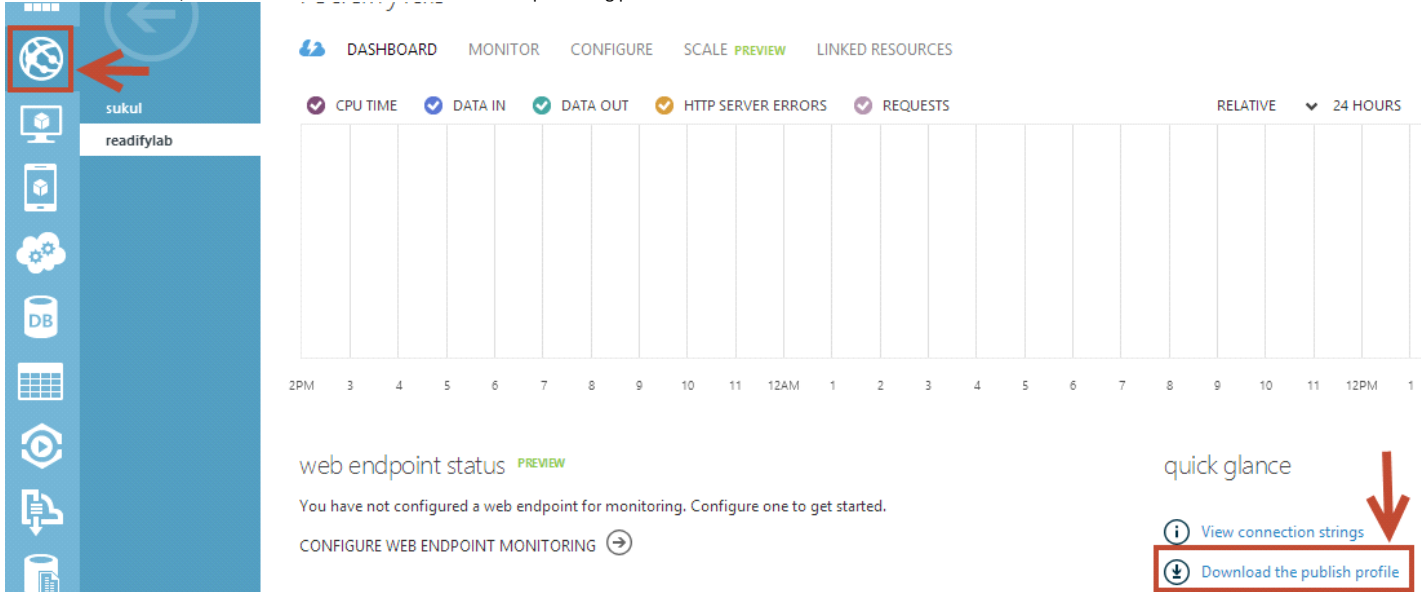 DASHBOARD MONITOR CONFIGURE SCALE PREVIEW LINKED RESOURCES
sukul
readifylab
CPU TIME DATA IN DATA OUT HTTP SERVER ERRORS REQUESTS RELATIVE 24 HOURS
2PM 3 4 5 6 7 8 9 10 11 12AM 1 2 3 4 5 6 7 8 9 10 11 12PM 1
DB
web endpoint status PREVIEW
You have not configured a web endpoint for monitoring. Configure one to get started.
CONFIGURE WEB ENDPOINT MONITORING
quick glance
View connection strings
Download the publish profile